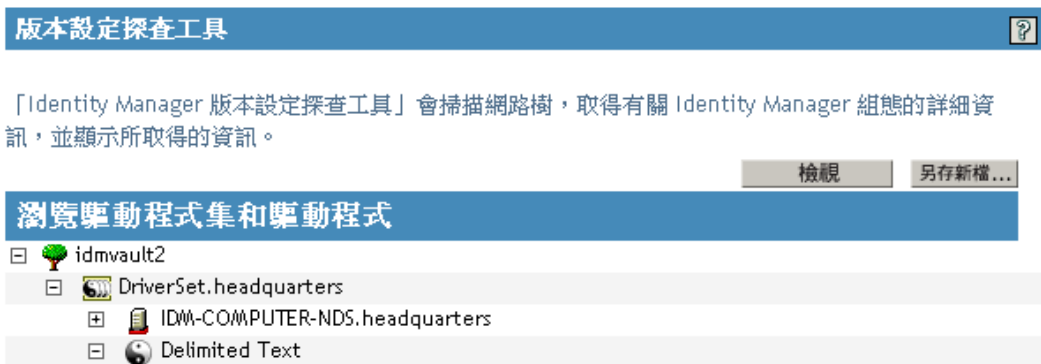 版本設定探查工具
?
「Identity Manager 版本設定探查工具」會掃描網路樹，取得有關 Identity Manager 組態的詳細資
訊，並顯示所取得的資訊。
檢視 另存新檔...
瀏覽驅動程式集和驅動程式
idmvault2
DriverSet.headquarters
IDM-COMPUTER-NDS.headquarters
Delimited Text